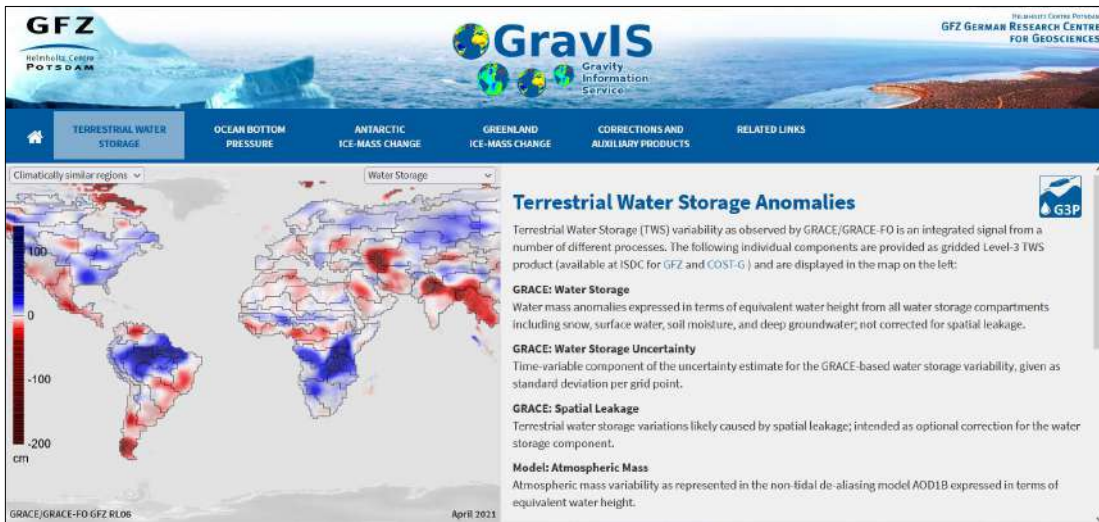 GFZ
Helmholtz Centre
POTSDAM
GravIS
Gravity
Information
Service
HELMHOLTZ CENTRE POTSDAM
GFZ GERMAN RESEARCH CENTRE
FOR GEOSCIENCES
TERRESTRIAL WATER
STORAGE
OCEAN BOTTOM
PRESSURE
ANTARCTIC
ICE-MASS CHANGE
GREENLAND
ICE-MASS CHANGE
CORRECTIONS AND
AUXILIARY PRODUCTS
RELATED LINKS
Climatically similar regions
Water Storage
100
0
-100
-200
cm
GRACE/GRACE-FO GFZ RL06
April 2021
Terrestrial Water Storage Anomalies
G3P
Terrestrial Water Storage (TWS) variability as observed by GRACE/GRACE-FO is an integrated signal from a
number of different processes. The following individual components are provided as gridded Level-3 TWS
product (available at ISDC for GFZ and COST-G ) and are displayed in the map on the left:
GRACE: Water Storage
Water mass anomalies expressed in terms of equivalent water height from all water storage compartments
including snow, surface water, soil moisture, and deep groundwater; not corrected for spatial leakage.
GRACE: Water Storage Uncertainty
Time-variable component of the uncertainty estimate for the GRACE-based water storage variability, given as
standard deviation per grid point.
GRACE: Spatial Leakage
Terrestrial water storage variations likely caused by spatial leakage; intended as optional correction for the water
storage component.
Model: Atmospheric Mass
Atmospheric mass variability as represented in the non-tidal de-aliasing model AOD1B expressed in terms of
equivalent water height.